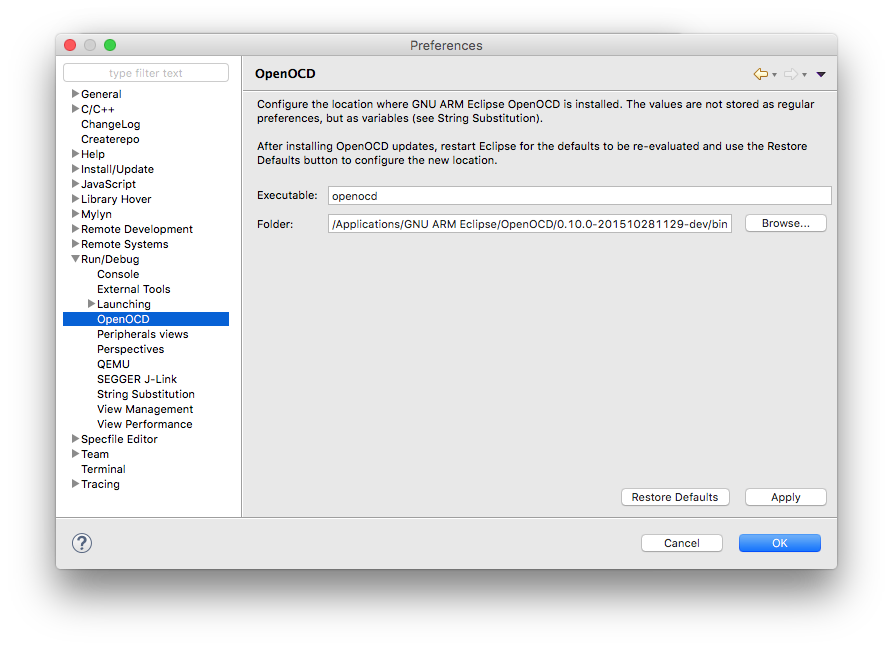 Preferences
type filter text
General
C/C++
ChangeLog
Createrepo
Help
Install/Update
JavaScript
Library Hover
Mylyn
Remote Development
Remote Systems
Run/Debug
Console
External Tools
Launching
OpenOCD
Peripherals views
Perspectives
QEMU
SEGGER J-Link
String Substitution
View Management
View Performance
Specfile Editor
Team
Terminal
Tracing
OpenOCD
Configure the location where GNU ARM Eclipse OpenOCD is installed. The values are not stored as regular
preferences, but as variables (see String Substitution).
After installing OpenOCD updates, restart Eclipse for the defaults to be re-evaluated and use the Restore
Defaults button to configure the new location.
Executable: openocd
Folder: /Applications/GNU ARM Eclipse/OpenOCD/0.10.0-201510281129-dev/bin Browse...
Restore Defaults Apply
? Cancel OK